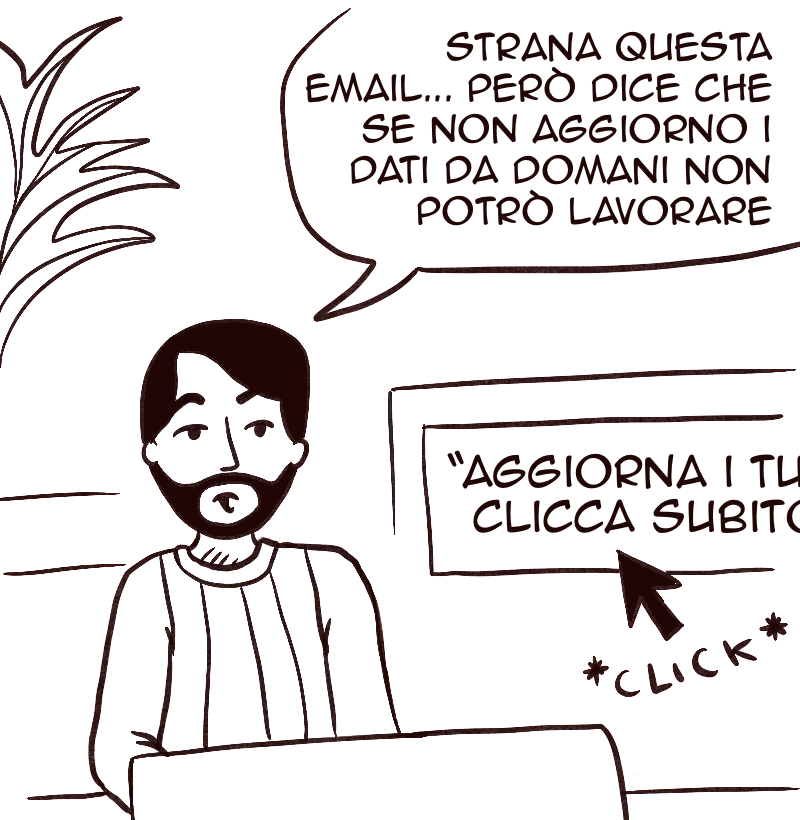 STRANA QUESTA
EMAIL... PERÒ DICE CHE
SE NON AGGIORNO I
DATI DA DOMANI NON
POTRÒ LAVORARE
"AGGIORNA I TU
CLICCA SUBITO
*CLICK*